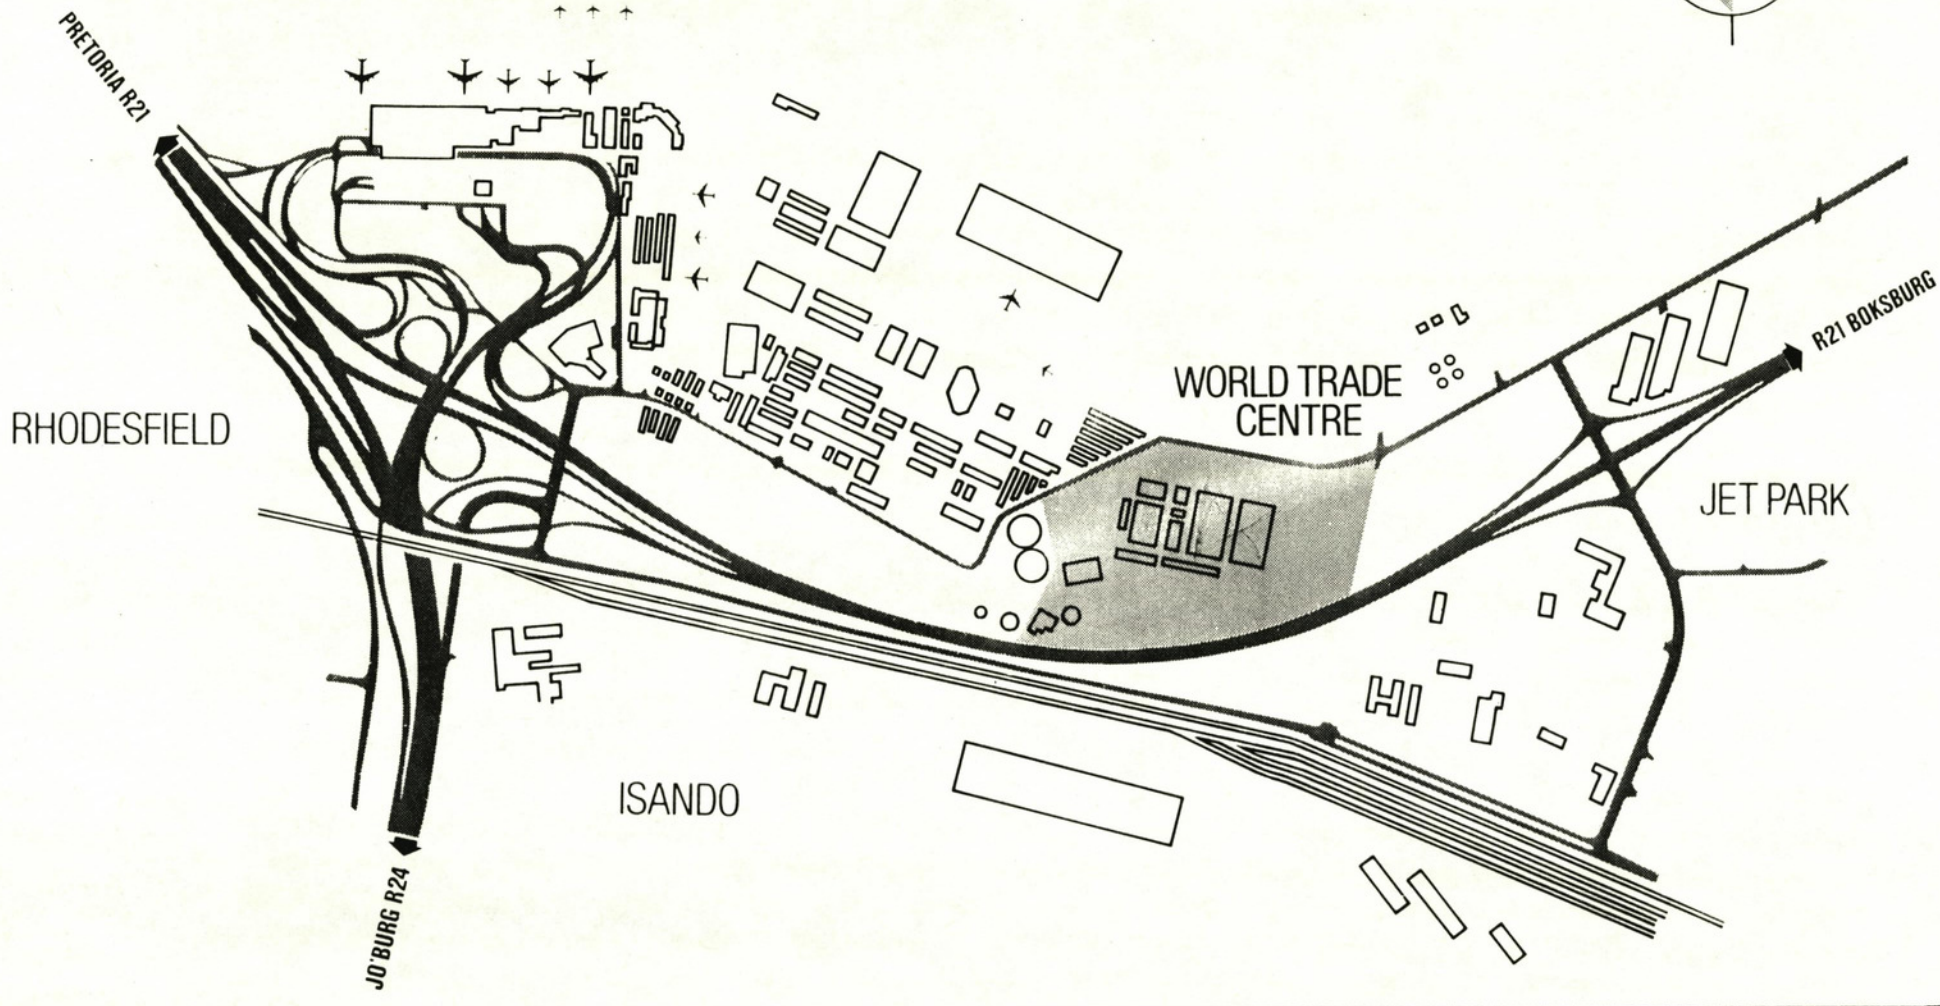 PRETORIA R21
WORLD TRADE
CENTRE
R21 BOKSBURG
RHODESFIELD
JET PARK
ISANDO
JO'BURG R24